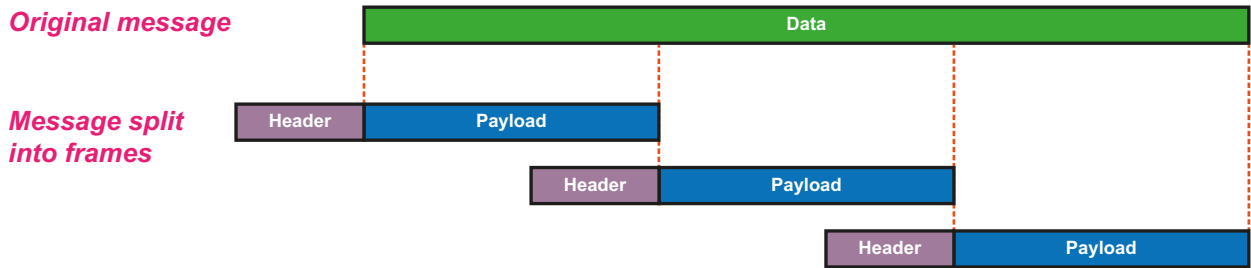 Original message
Data
Message split
into frames
Header
Payload
Header
Payload
Header
Payload